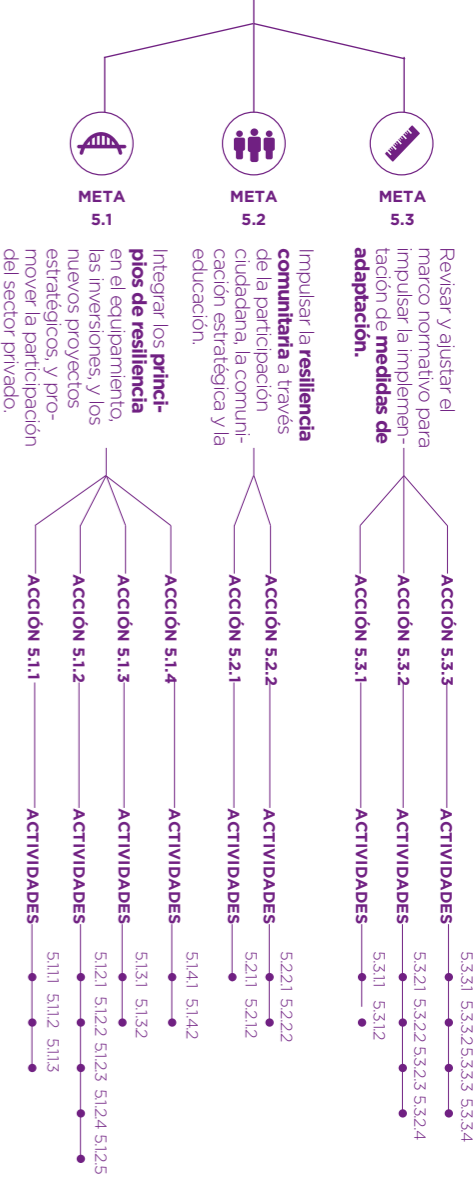 META
5.1
Integrar los princi-
pios de resiliencia
en el equipamiento,
las inversiones, y los
nuevos proyectos
estratégicos, y pro-
mover la participación
del sector privado.
ACCIÓN 5.1.1
ACTIVIDADES
5.1.1.1 5.1.1.2 5.1.1.3
ACCIÓN 5.1.2
ACTIVIDADES
5.1.2.1 5.1.2.2 5.1.2.3 5.1.2.4 5.1.2.5
ACCIÓN 5.1.3
ACTIVIDADES
5.1.3.1 5.1.3.2
ACCIÓN 5.1.4
ACTIVIDADES
5.1.4.1 5.1.4.2
META
5.2
Impulsar la resiliencia
comunitaria a través
de la participación
ciudadana, la comuni-
cación estratégica y la
educación.
ACCIÓN 5.2.1
ACTIVIDADES
5.2.1.1 5.2.1.2
ACCIÓN 5.2.2
ACTIVIDADES
5.2.2.1 5.2.2.2
META
5.3
Revisar y ajustar el
marco normativo para
impulsar la implemen-
tación de medidas de
adaptación.
ACCIÓN 5.3.1
ACTIVIDADES
5.3.1.1 5.3.1.2
ACCIÓN 5.3.2
ACTIVIDADES
5.3.2.1 5.3.2.2 5.3.2.3 5.3.2.4
ACCIÓN 5.3.3
ACTIVIDADES
5.3.3.1 5.3.3.2 5.3.3.3 5.3.3.4